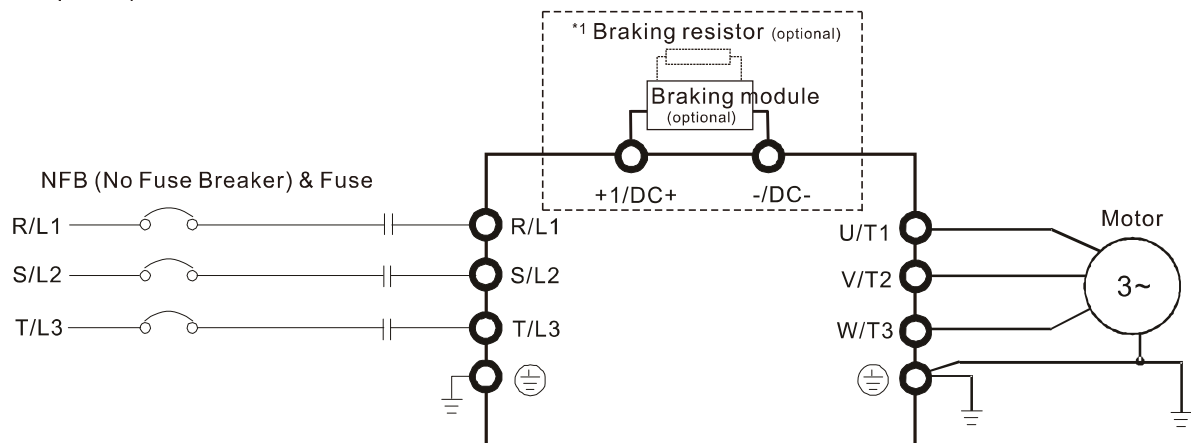 *1 Braking resistor (optional)
Braking module
(optional)
+1/DC+
-/DC-
NFB (No Fuse Breaker) & Fuse
R/L1
R/L1
S/L2
S/L2
T/L3
T/L3
U/T1
V/T2
W/T3
Motor
3~